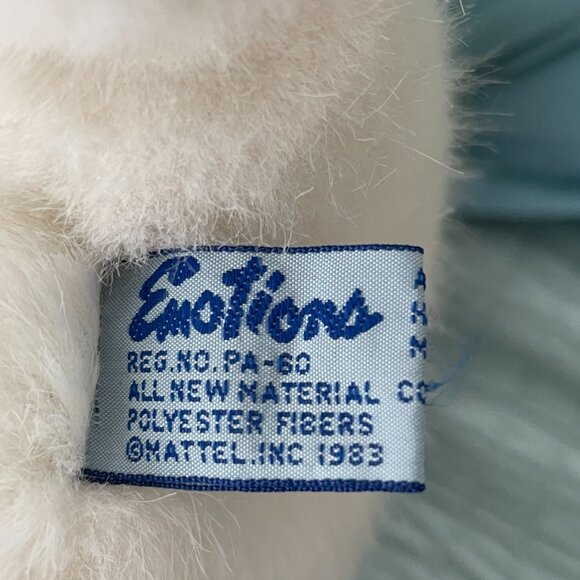 Emotions
REG.NO. PA-60
ALL NEW MATERIAL
POLYESTER FIBERS
©MATTEL.INC 1983